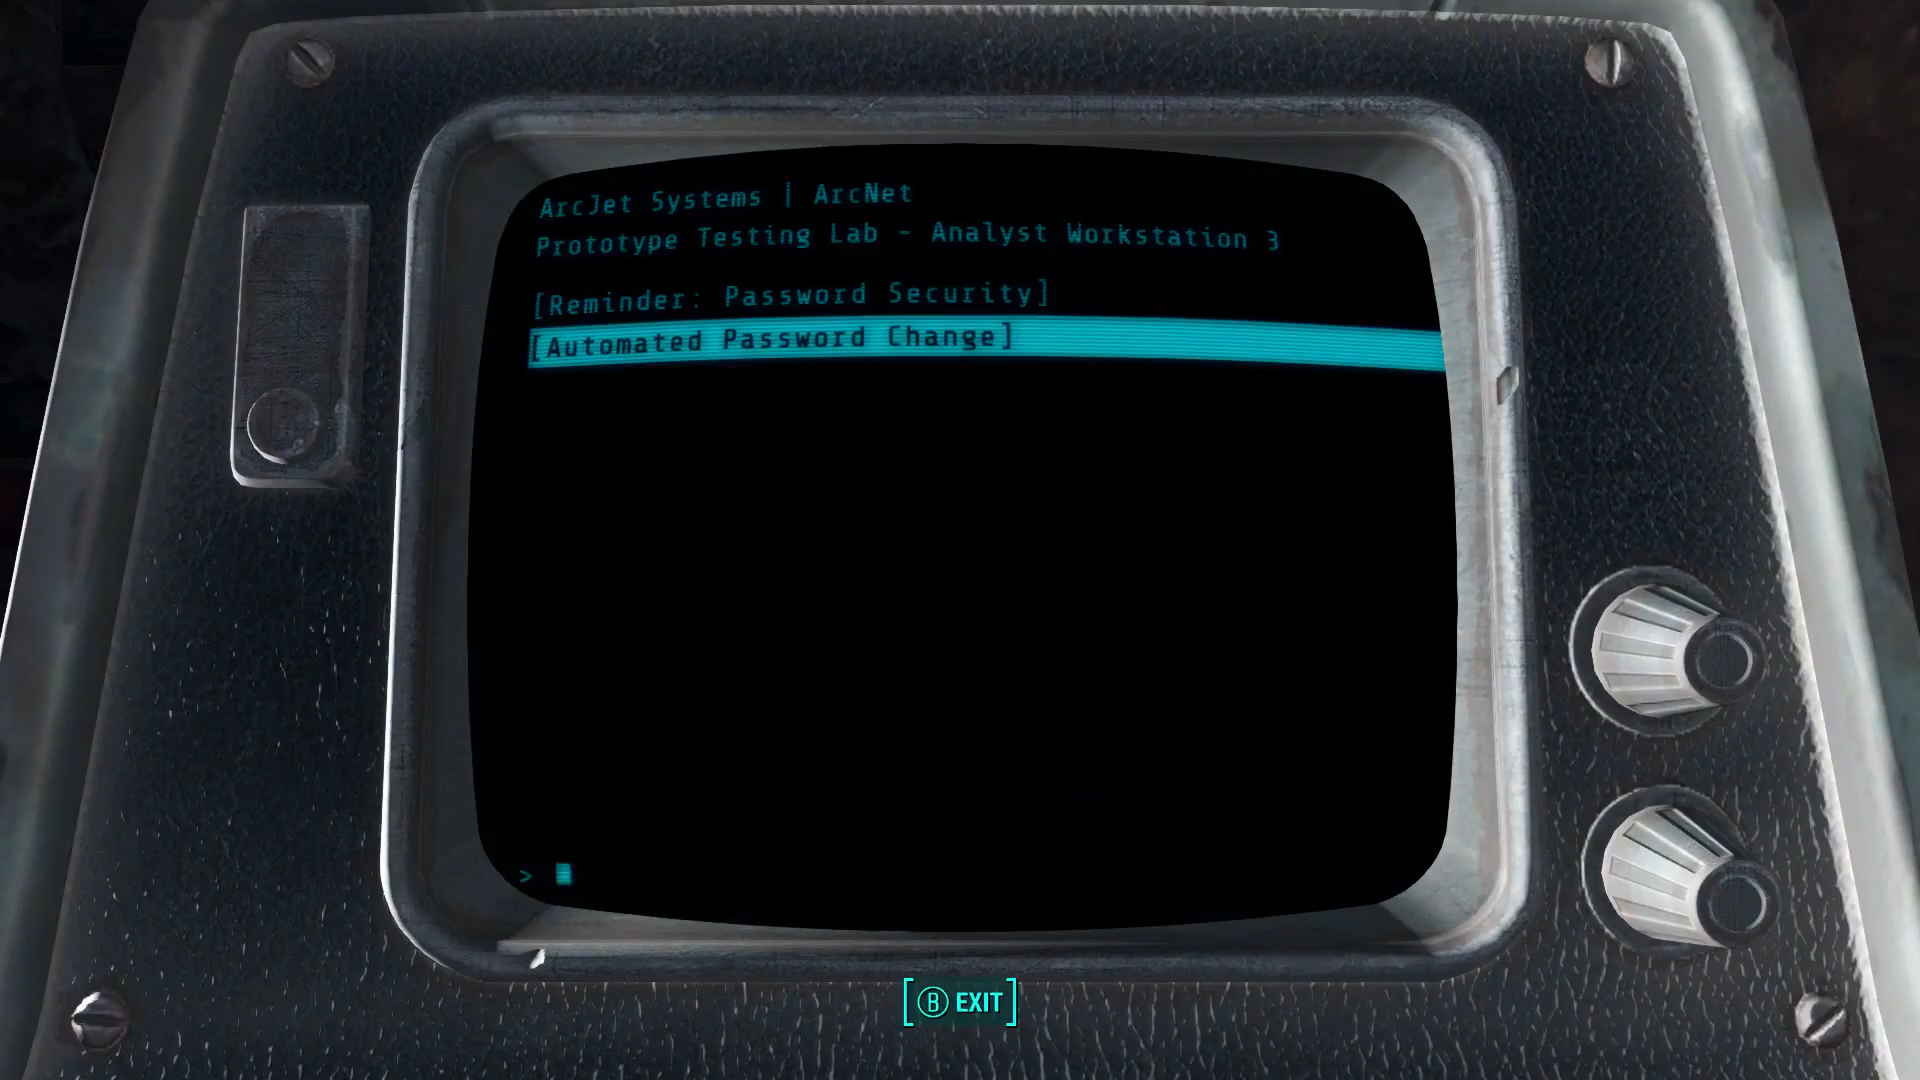 ArcJet Systems | ArcNet
Prototype Testing Lab - Analyst Workstation 3
[Reminder: Password Security]
[Automated Password Change]
>
[Ⓑ EXIT]